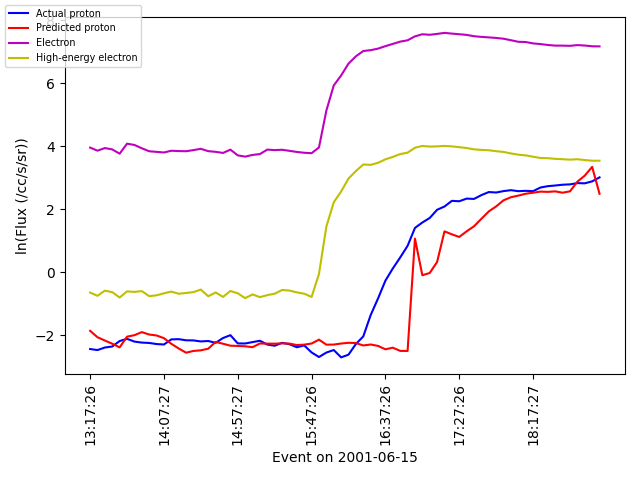 Actual proton
Predicted proton
Electron
High-energy electron
8
6
4
2
0
−2
ln(Flux (/cc/s/sr))
13:17:26
14:07:27
14:57:27
15:47:26
16:37:26
17:27:26
18:17:27
Event on 2001-06-15